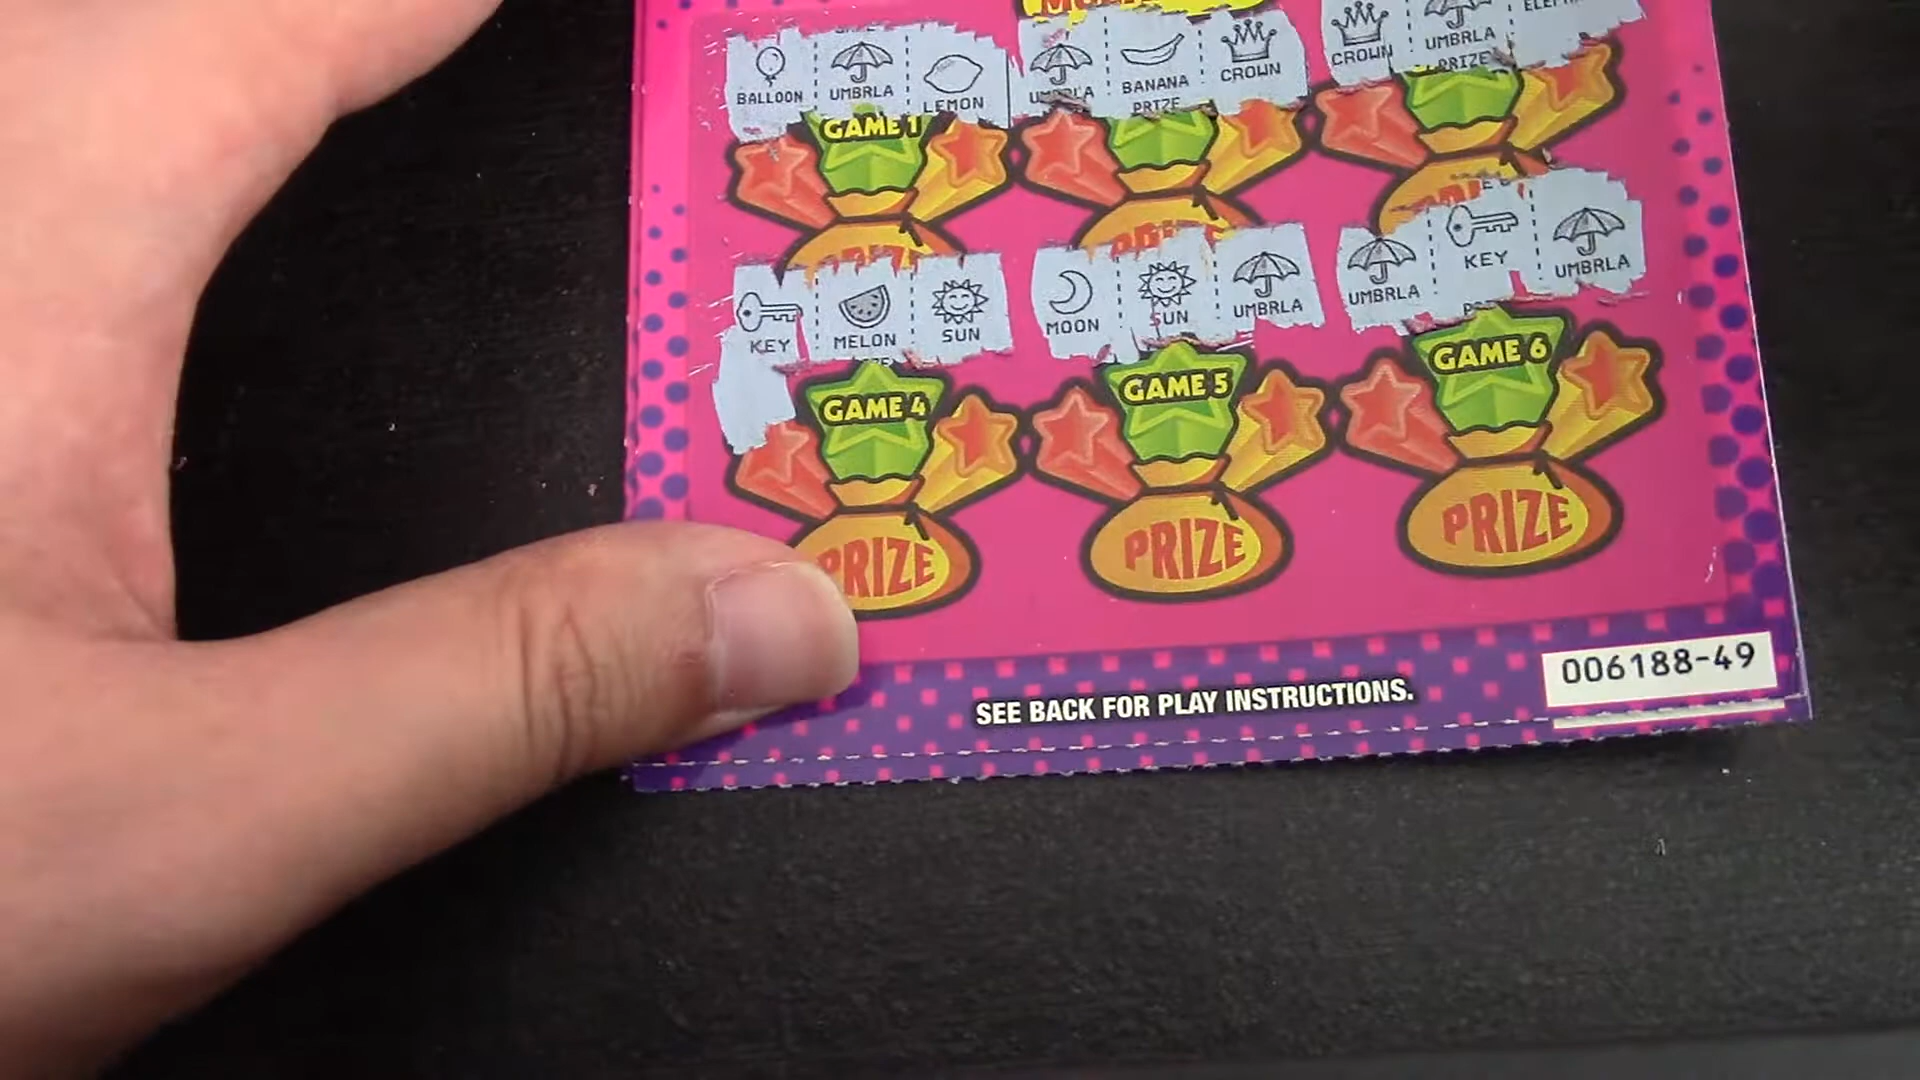 BALLOON UMBRLA LEMON
BANANA CROWN
PRIZE
CROWN UMBRLA
PRIZE
GAME 1
KEY MELON SUN
MOON SUN UMBRLA
UMBRLA KEY UMBRLA
GAME 4
GAME 5
GAME 6
PRIZE
PRIZE
PRIZE
006188-49
SEE BACK FOR PLAY INSTRUCTIONS.